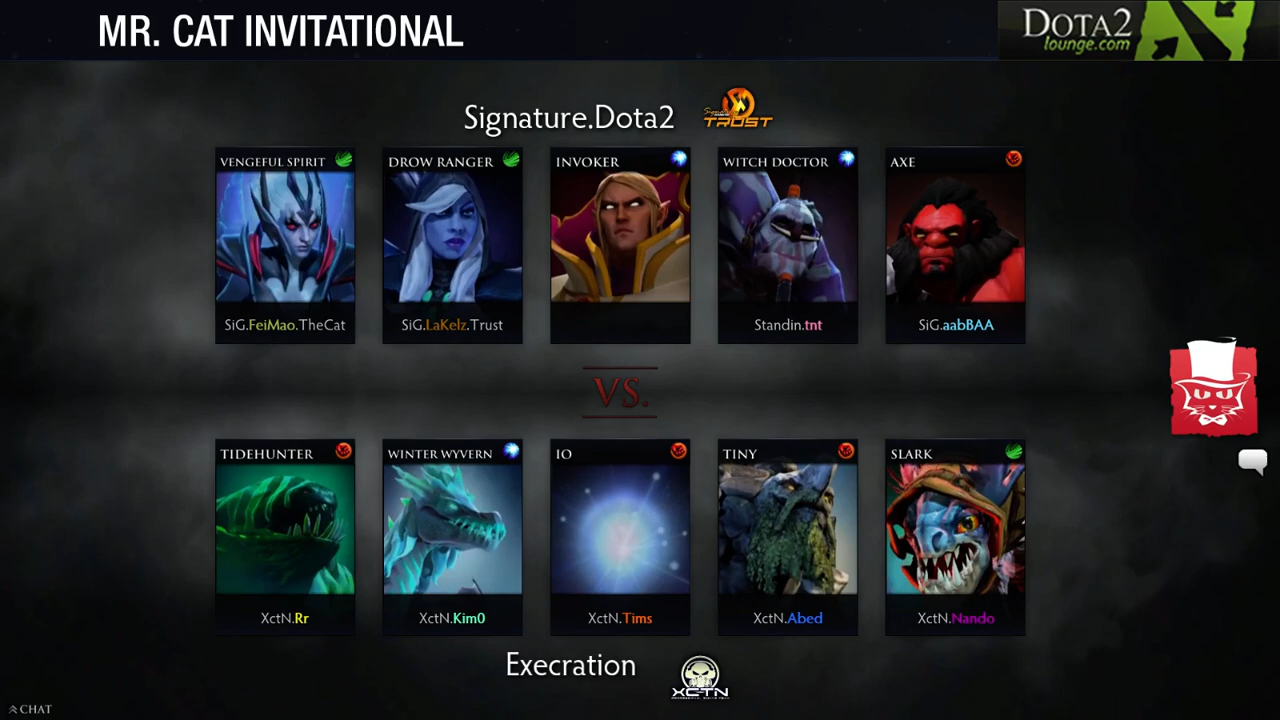 MR. CAT INVITATIONAL
DOTA2
lounge.com
Signature.Dota2
TRUST
VENGEFUL SPIRIT
DROW RANGER
INVOKER
WITCH DOCTOR
AXE
SiG.FeiMao.TheCat
SiG.LaKelz.Trust
Standin.tnt
SiG.aabBAA
VS.
TIDEHUNTER
WINTER WYVERN
IO
TINY
SLARK
XctN.Rr
XctN.Kim0
XctN.Tims
XctN.Abed
XctN.Nando
Execration
XCTN
CHAT